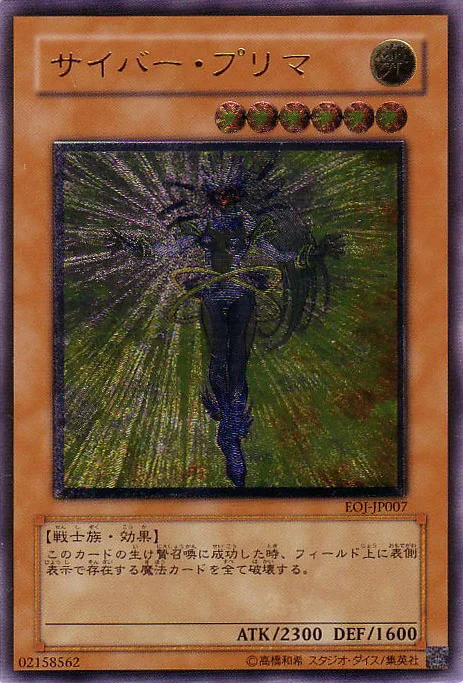 サイバー・プリマ
光
EOJ-JP007
【戦士族・効果】
このカードの生け贄召喚に成功した時、フィールド上に表側
表示で存在する魔法カードを全て破壊する。
ATK/2300 DEF/1600
02158562
©高橋和希 スタジオ・ダイス/集英社